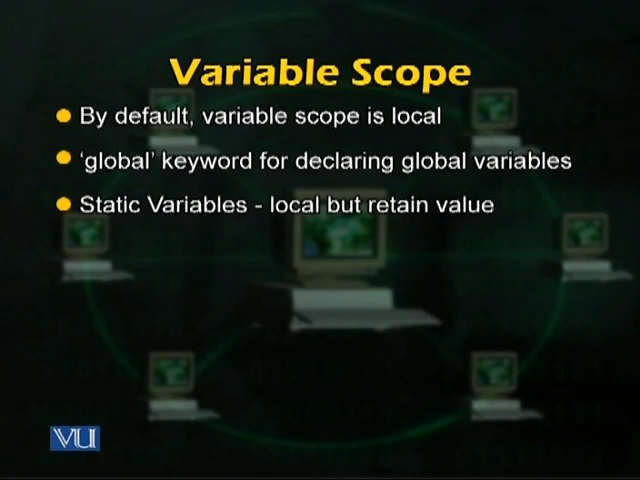 Variable Scope
By default, variable scope is local
‘global’ keyword for declaring global variables
Static Variables - local but retain value
VU